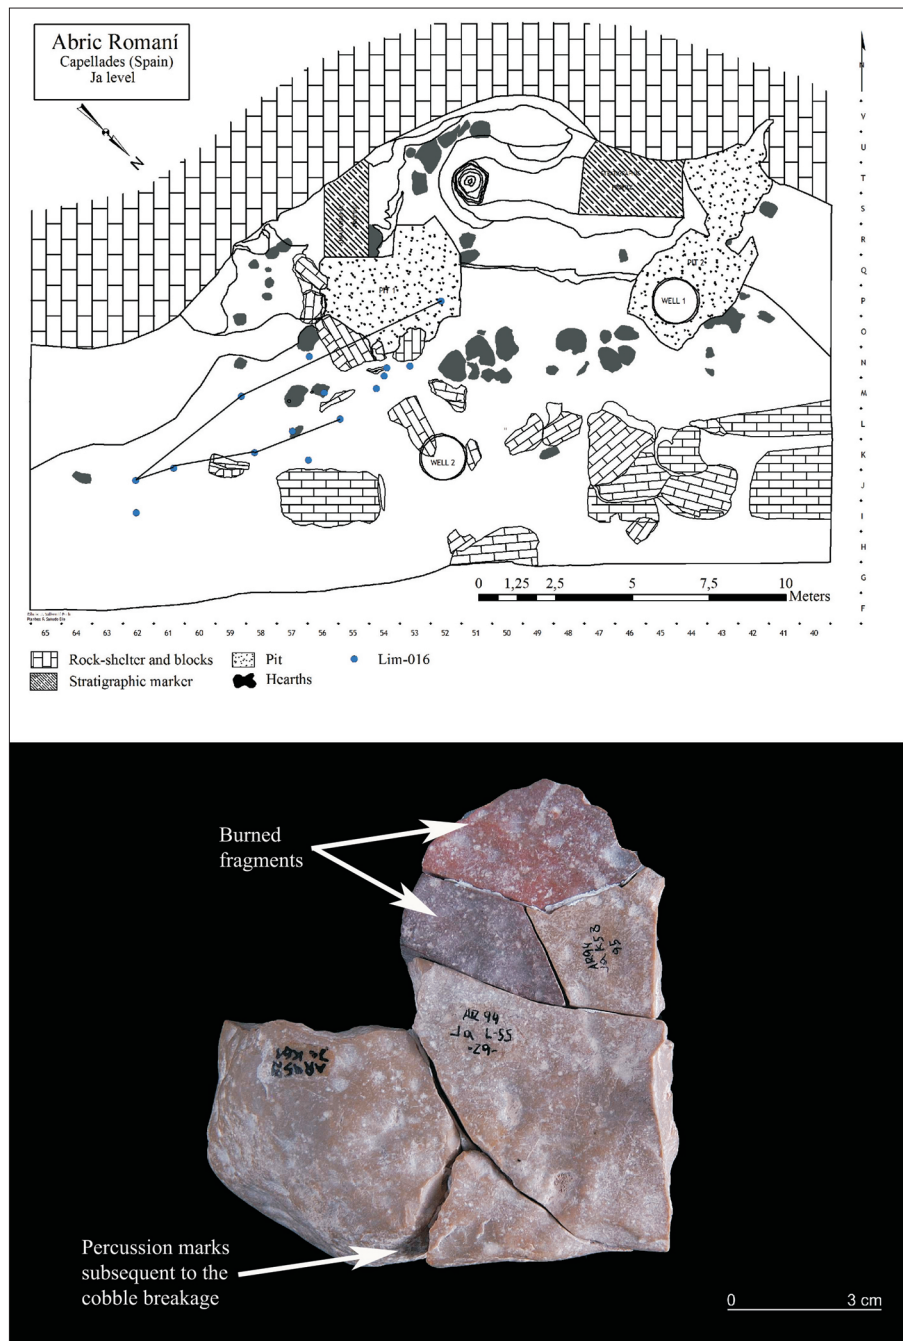 Abric Romaní
Capellades (Spain)
Ja level
N
N
V
U
T
S
R
Q
P
O
N
M
L
K
J
I
H
G
F
PIT 1
PIT 2
WELL 1
WELL 2
0 1,25 2,5 5 7,5 10
Meters
65 64 62 61 60 59 58 57 56 55 54 53 52 51 50 49 48 47 46 45 44 43 42 41 40
Rock-shelter and blocks
Pit
Lim-016
Stratigraphic marker
Hearths
Burned
fragments
AR94
Ja K53
95
AR 94
Ja L-55
-29-
Percussion marks
subsequent to the
cobble breakage
0 3 cm